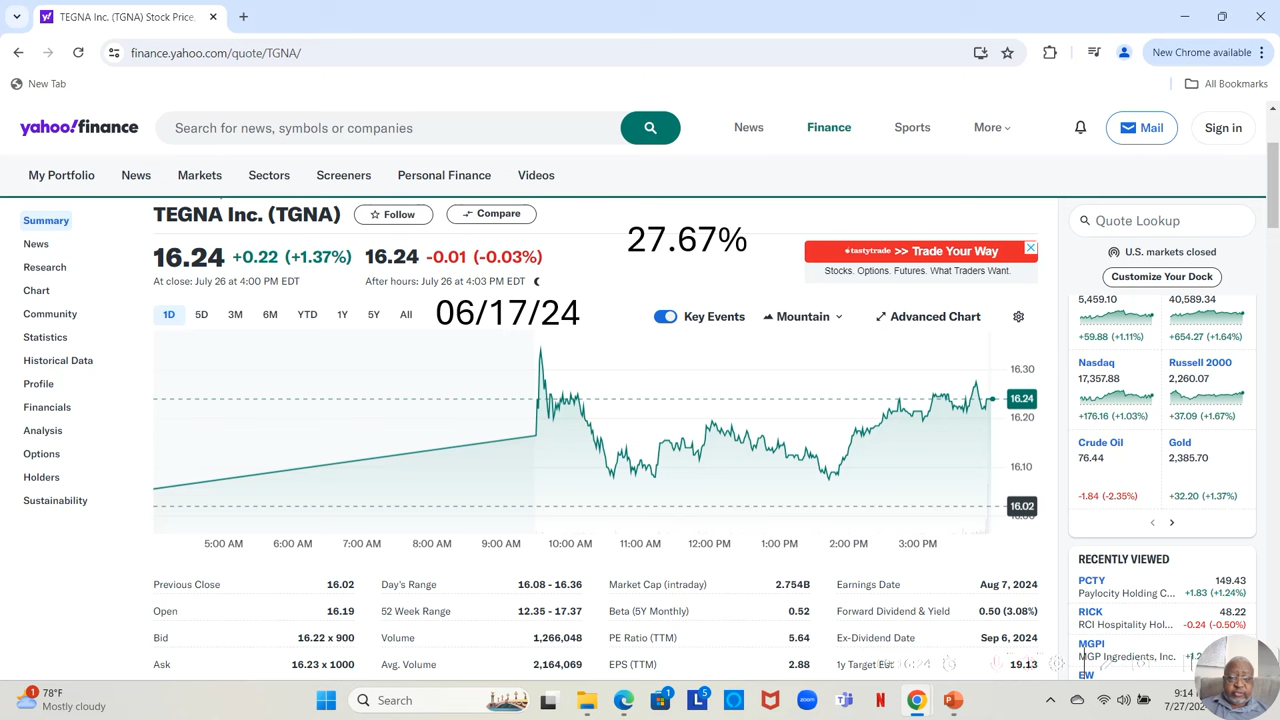 TEGNA Inc. (TGNA) Stock Price,
finance.yahoo.com/quote/TGNA/
New Chrome available
New Tab
All Bookmarks
yahoo!finance
Search for news, symbols or companies
News
Finance
Sports
More
Mail
Sign in
My Portfolio
News
Markets
Sectors
Screeners
Personal Finance
Videos
Summary
News
Research
Chart
Community
Statistics
Historical Data
Profile
Financials
Analysis
Options
Holders
Sustainability
TEGNA Inc. (TGNA)
Follow
Compare
27.67%
16.24 +0.22 (+1.37%)
At close: July 26 at 4:00 PM EDT
16.24 -0.01 (-0.03%)
After hours: July 26 at 4:03 PM EDT
tastytrade >> Trade Your Way
Stocks. Options. Futures. What Traders Want.
1D 5D 3M 6M YTD 1Y 5Y All
06/17/24
Key Events
Mountain
Advanced Chart
16.30
16.24
16.20
16.10
16.02
5:00 AM 6:00 AM 7:00 AM 8:00 AM 9:00 AM 10:00 AM 11:00 AM 12:00 PM 1:00 PM 2:00 PM 3:00 PM
Previous Close 16.02
Open 16.19
Bid 16.22 x 900
Ask 16.23 x 1000
Day's Range 16.08 - 16.36
52 Week Range 12.35 - 17.37
Volume 1,266,048
Avg. Volume 2,164,069
Market Cap (intraday) 2.754B
Beta (5Y Monthly) 0.52
PE Ratio (TTM) 5.64
EPS (TTM) 2.88
Earnings Date Aug 7, 2024
Forward Dividend & Yield 0.50 (3.08%)
Ex-Dividend Date Sep 6, 2024
1y Target Est 19.13
Quote Lookup
U.S. markets closed
Customize Your Dock
5,459.10
+59.88 (+1.11%)
40,589.34
+654.27 (+1.64%)
Nasdaq
17,357.88
+176.16 (+1.03%)
Russell 2000
2,260.07
+37.09 (+1.67%)
Crude Oil
76.44
-1.84 (-2.35%)
Gold
2,385.70
+32.20 (+1.37%)
RECENTLY VIEWED
PCTY 149.43
Paylocity Holding C... +1.83 (+1.24%)
RICK 48.22
RCI Hospitality Hol... -0.24 (-0.50%)
MGPI
MGP Ingredients, Inc.
EW
1
78°F
Mostly cloudy
Search
1
5
9:14
7/27/20